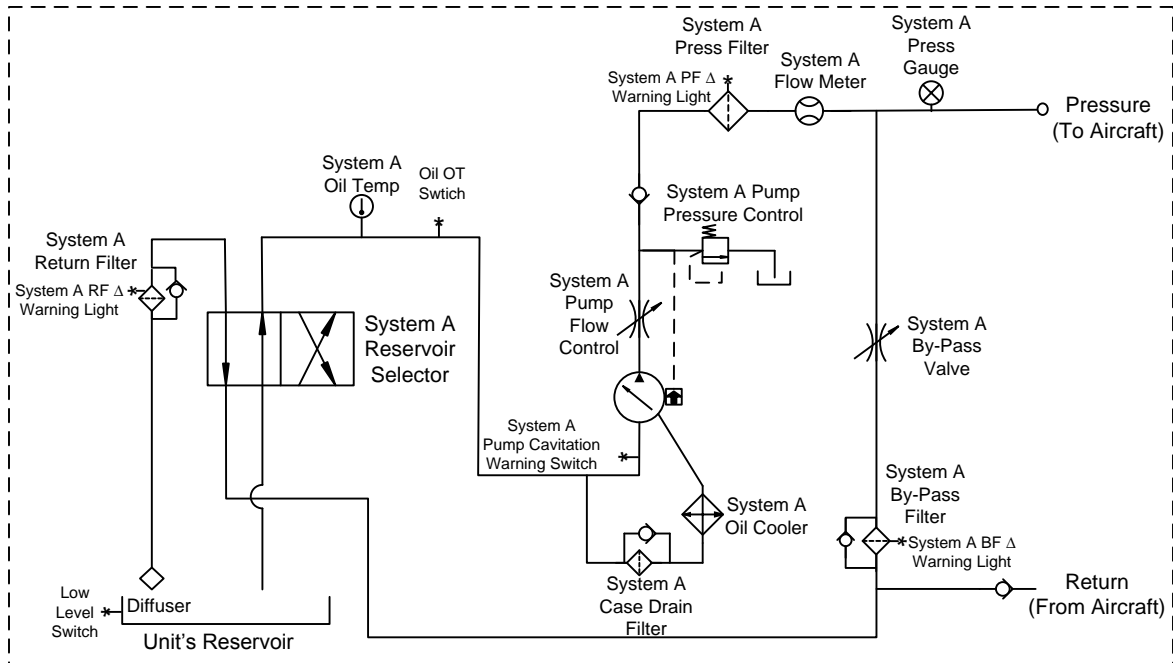 System A
Press Filter
System A PF Δ
Warning Light
System A
Flow Meter
System A
Press
Gauge
Pressure
(To Aircraft)
System A
Oil Temp
Oil OT
Swtich
System A Pump
Pressure Control
System A
Return Filter
System A RF Δ
Warning Light
System A
Reservoir
Selector
System A
Pump
Flow
Control
System A
By-Pass
Valve
System A
Pump Cavitation
Warning Switch
System A
Oil Cooler
System A
By-Pass
Filter
System A BF Δ
Warning Light
System A
Case Drain
Filter
Return
(From Aircraft)
Low
Level
Switch
Diffuser
Unit's Reservoir